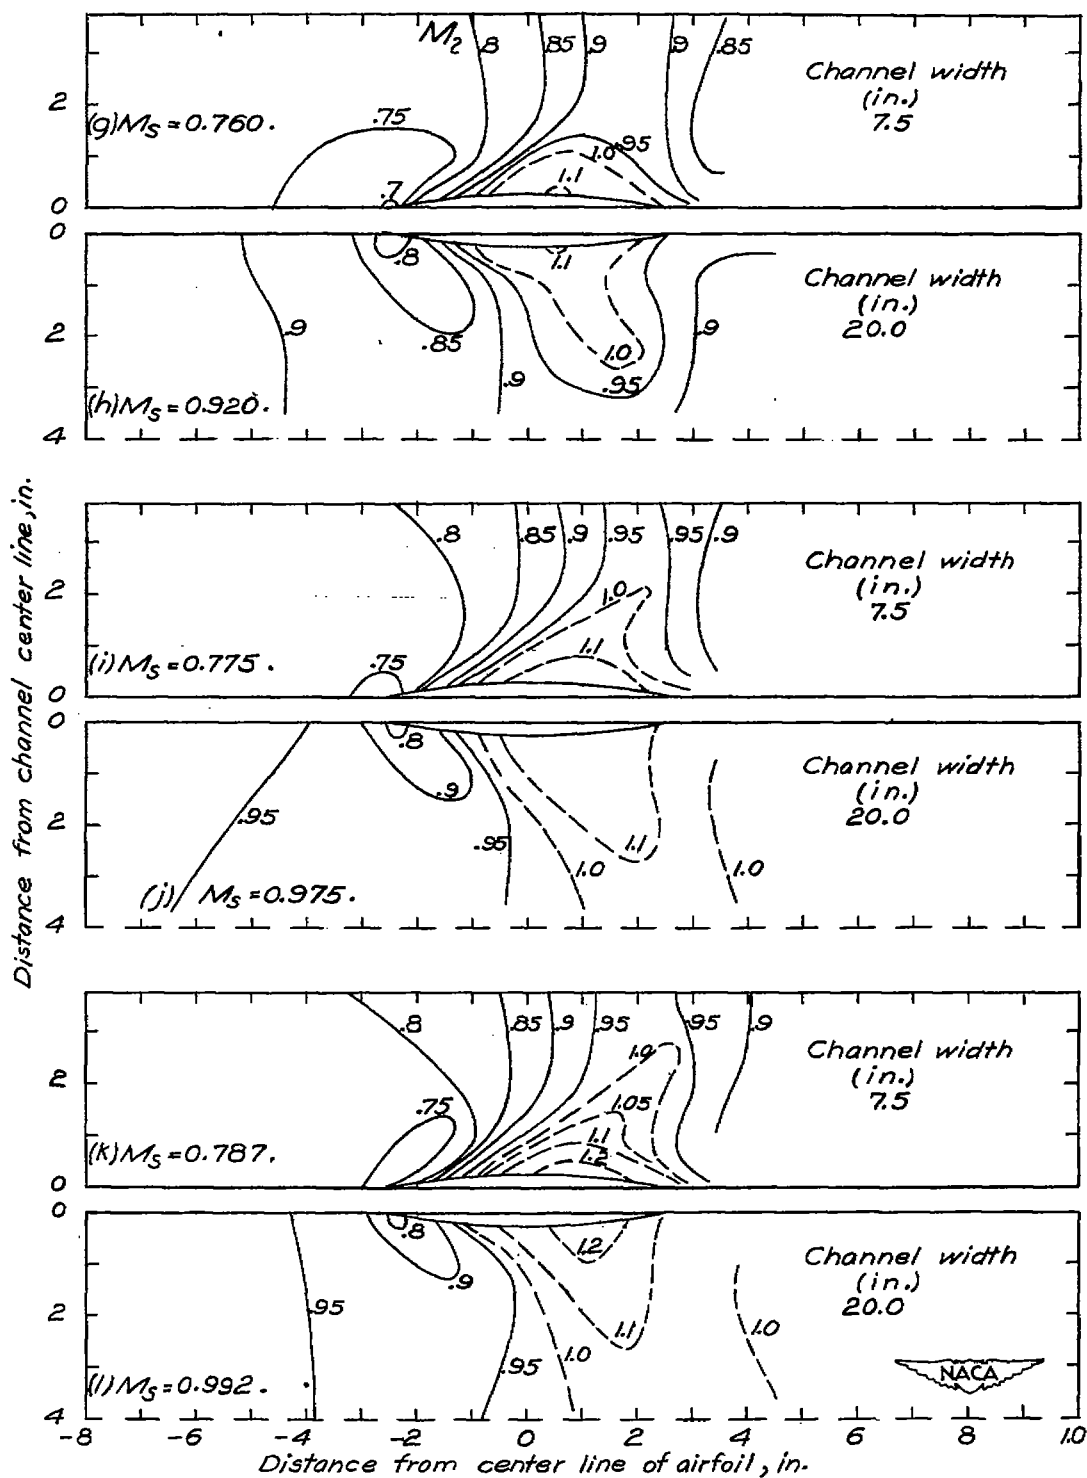 M₂ .8 .85 .9 .9 .85
Channel width
(in.)
7.5
2
(g) Ms = 0.760.
.75
1.0 .95
1.1
.7
0
0
.8
1.1
Channel width
(in.)
20.0
2
.9
.85
.9
1.0
.95
.9
(h) Ms = 0.920.
4
Distance from channel center line, in.
.8 .85 .9 .95 .95 .9
Channel width
(in.)
7.5
2
1.0
1.1
(i) Ms = 0.775.
.75
0
0
.8
Channel width
(in.)
20.0
.9
.95
2
.95
1.1
1.0
1.0
(j) Ms = 0.975.
4
.8 .85 .9 .95 .95 .9
Channel width
(in.)
7.5
1.0
2
.75
1.05
1.1
1.2
(k) Ms = 0.787.
0
0
.8
1.2
Channel width
(in.)
20.0
.9
.95
2
1.1
1.0
1.0
.95
NACA
(l) Ms = 0.992.
4
-8 -6 -4 -2 0 2 4 6 8 10
Distance from center line of airfoil, in.